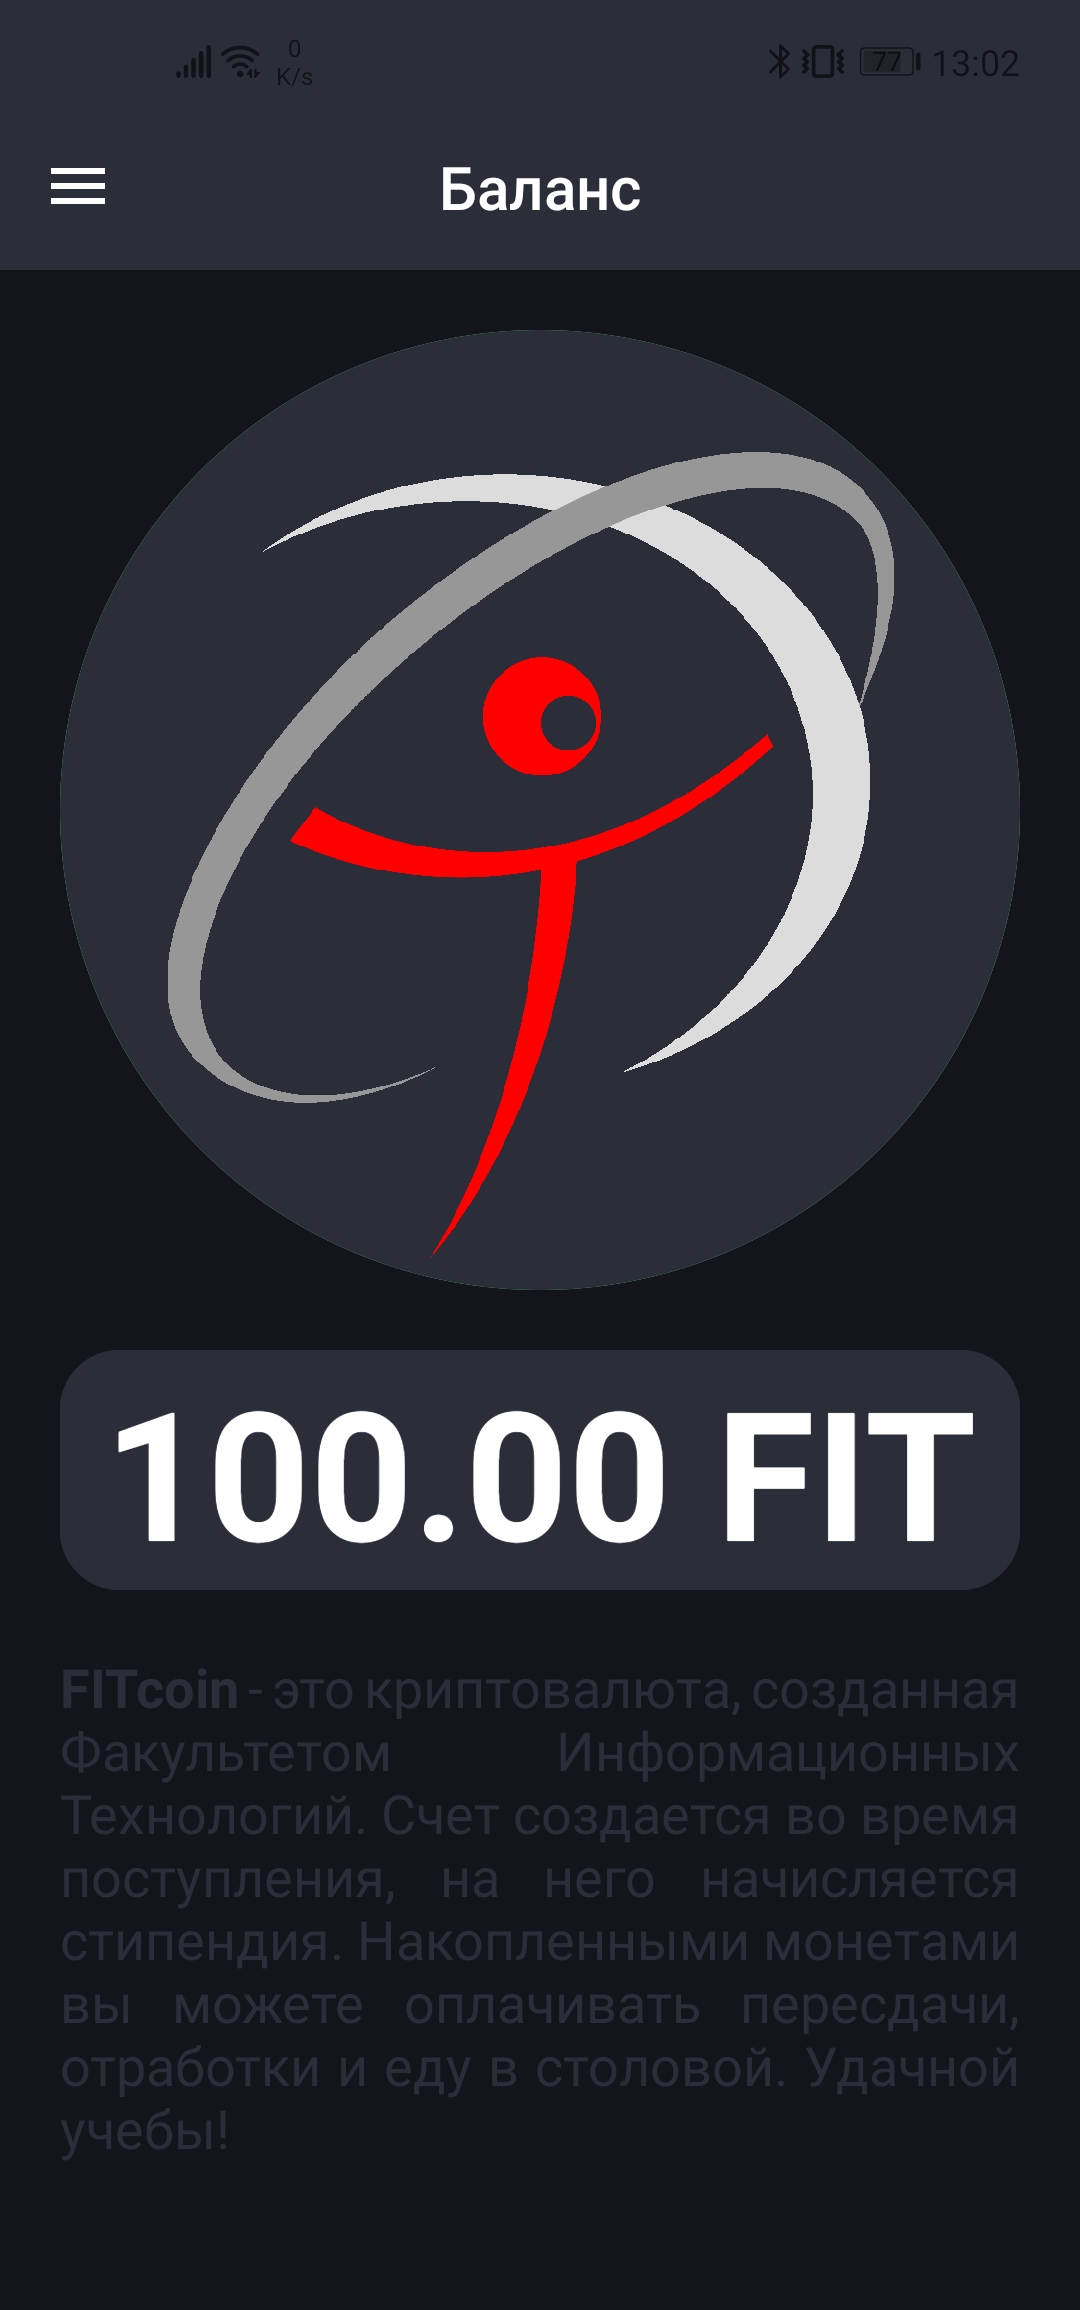 0
K/s
77
13:02
Баланс
100.00 FIT
FITcoin - это криптовалюта, созданная
Факультетом Информационных
Технологий. Счет создается во время
поступления, на него начисляется
стипендия. Накопленными монетами
вы можете оплачивать пересдачи,
отработки и еду в столовой. Удачной
учебы!